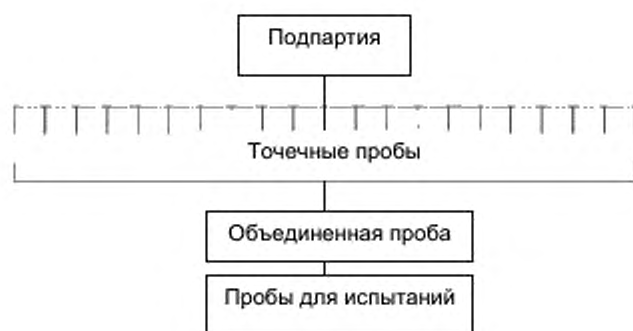 Подпартия
Точечные пробы
Объединенная проба
Пробы для испытаний